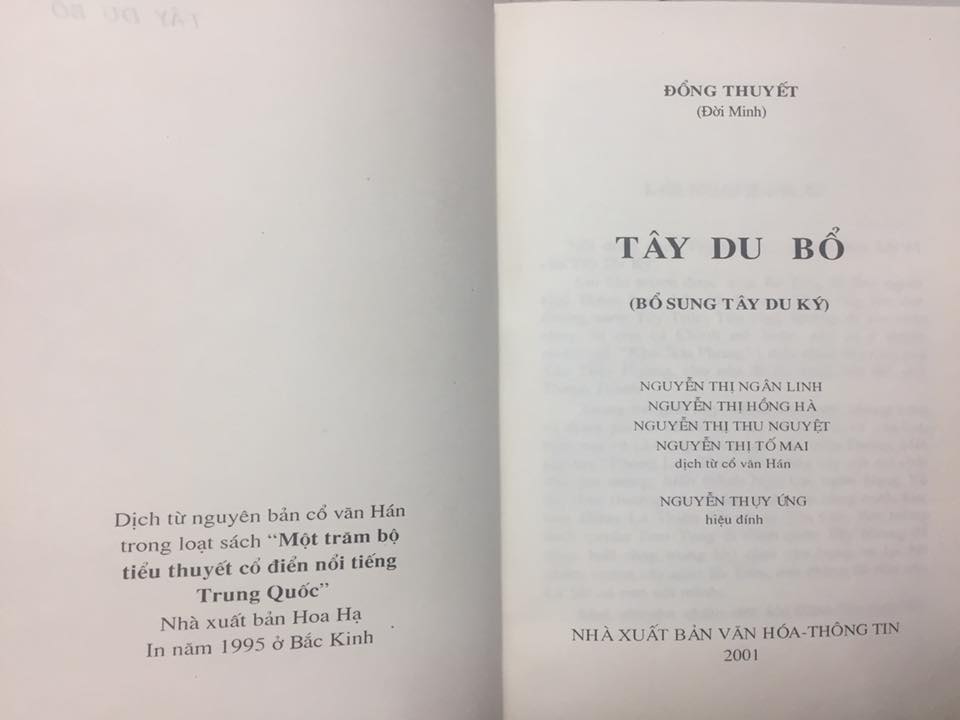 Dịch từ nguyên bản cổ văn Hán
trong loạt sách “Một trăm bộ
tiểu thuyết cổ điển nổi tiếng
Trung Quốc”
Nhà xuất bản Hoa Hạ
In năm 1995 ở Bắc Kinh
ĐỔNG THUYẾT
(Đời Minh)
TÂY DU BỔ
(BỔ SUNG TÂY DU KÝ)
NGUYỄN THỊ NGÂN LINH
NGUYỄN THỊ HỒNG HÀ
NGUYỄN THỊ THU NGUYỆT
NGUYỄN THỊ TỐ MAI
dịch từ cổ văn Hán
NGUYỄN THỤY ỨNG
hiệu đính
NHÀ XUẤT BẢN VĂN HÓA-THÔNG TIN
2001